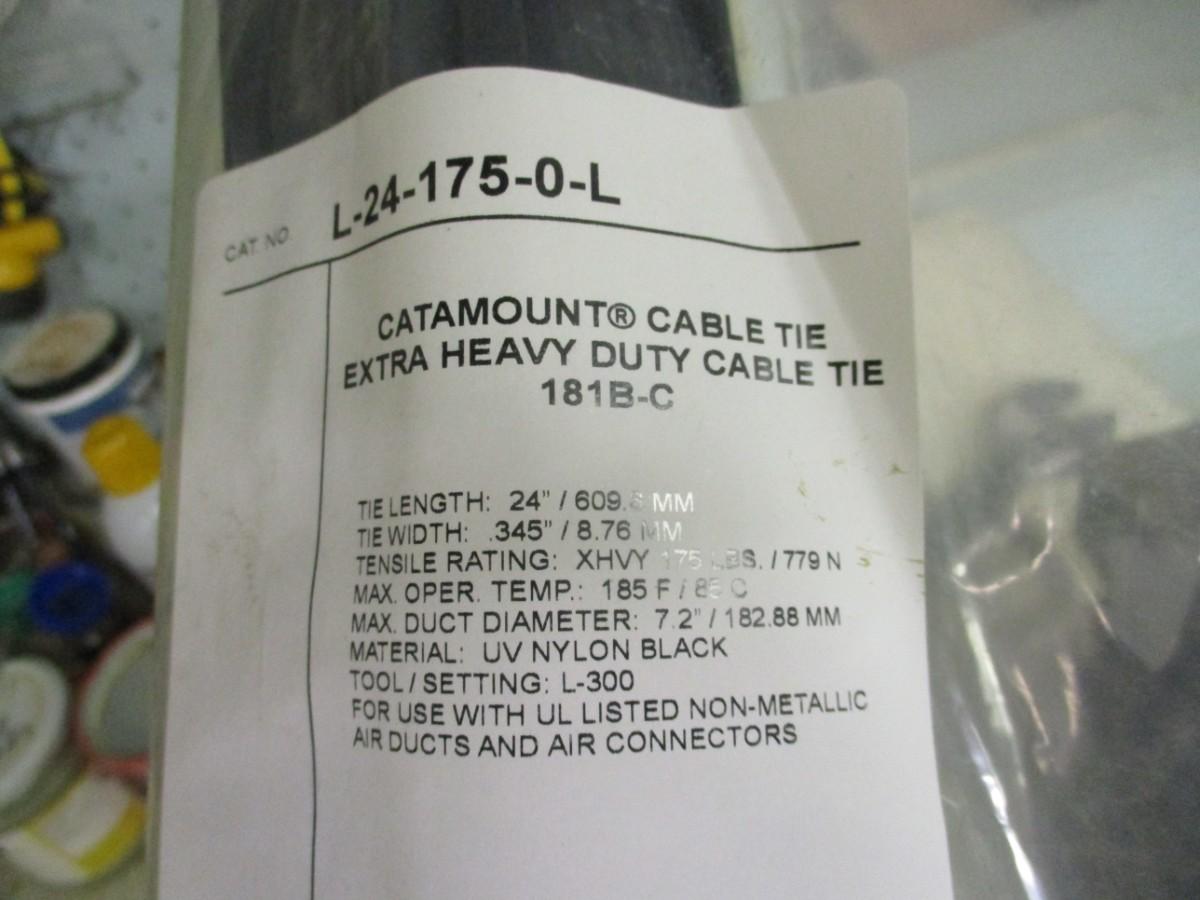 CAT. NO. L-24-175-0-L
CATAMOUNT® CABLE TIE
EXTRA HEAVY DUTY CABLE TIE
181B-C
TIE LENGTH: 24" / 609.6 MM
TIE WIDTH: .345" / 8.76 MM
TENSILE RATING: XHVY 175 LBS. / 779 N
MAX. OPER. TEMP.: 185 F / 85 C
MAX. DUCT DIAMETER: 7.2" / 182.88 MM
MATERIAL: UV NYLON BLACK
TOOL / SETTING: L-300
FOR USE WITH UL LISTED NON-METALLIC
AIR DUCTS AND AIR CONNECTORS